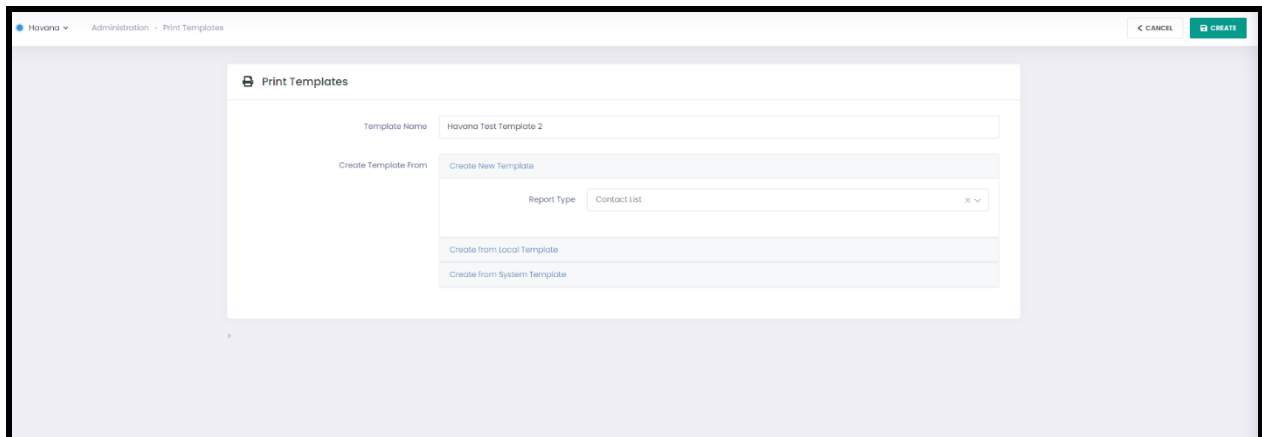 Havana
Administration - Print Templates
CANCEL
CREATE
Print Templates
Template Name
Havana Test Template 2
Create Template From
Create New Template
Report Type
Contact List
Create from Local Template
Create from System Template